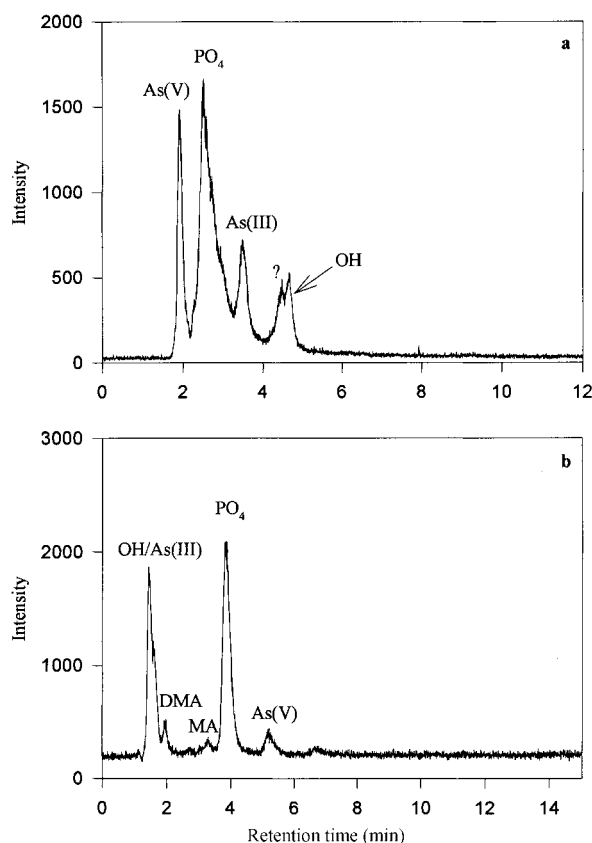 2000
a
PO4
As(V)
1500
Intensity
1000
As(III)
?
OH
500
0
0 2 4 6 8 10 12
3000
b
PO4
OH/As(III)
2000
Intensity
1000
DMA
MA
As(V)
0
0 2 4 6 8 10 12 14
Retention time (min)